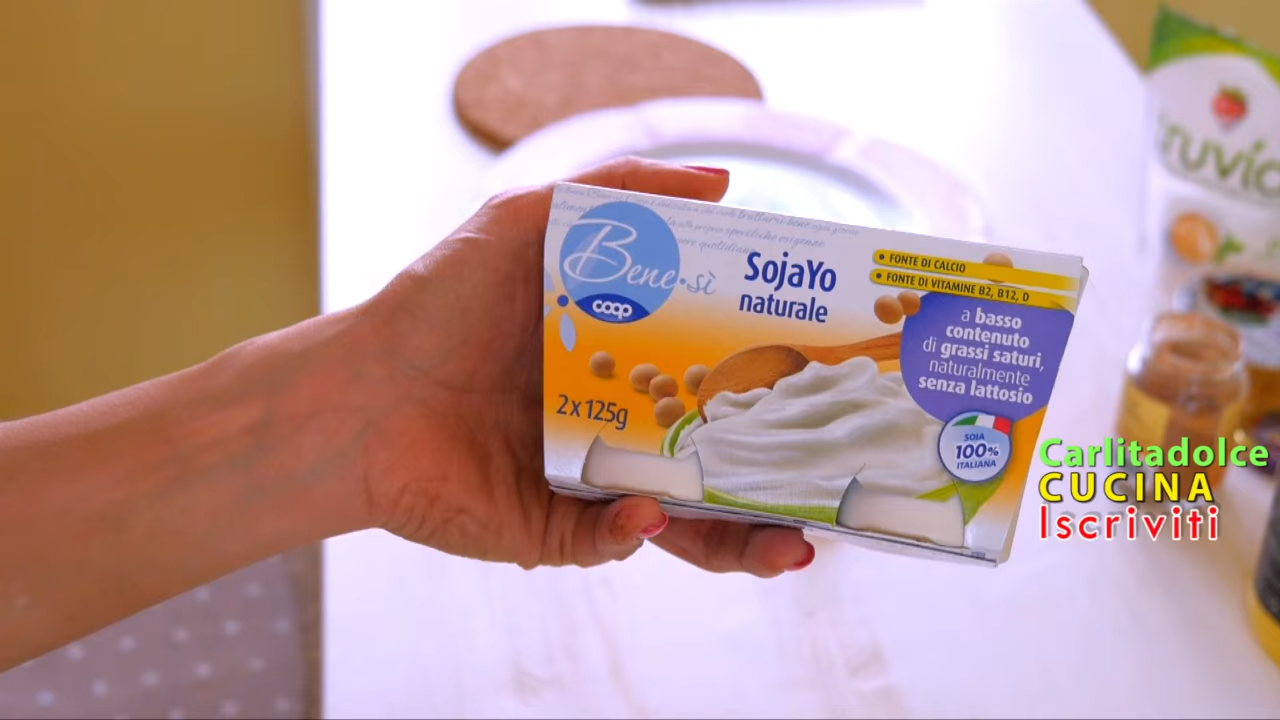 Bene·sì
coop
SojaYo
naturale
• FONTE DI CALCIO
• FONTE DI VITAMINE B2, B12, D
a basso
contenuto
di grassi saturi,
naturalmente
senza lattosio
2x125g
SOIA
100%
ITALIANA
ruvia
Carlitadolce
CUCINA
Iscriviti